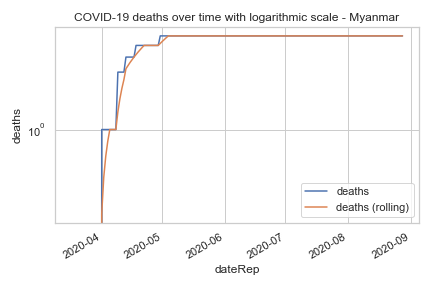 COVID-19 deaths over time with logarithmic scale - Myanmar
deaths
10⁰
deaths
deaths (rolling)
2020-04
2020-05
2020-06
2020-07
2020-08
2020-09
dateRep